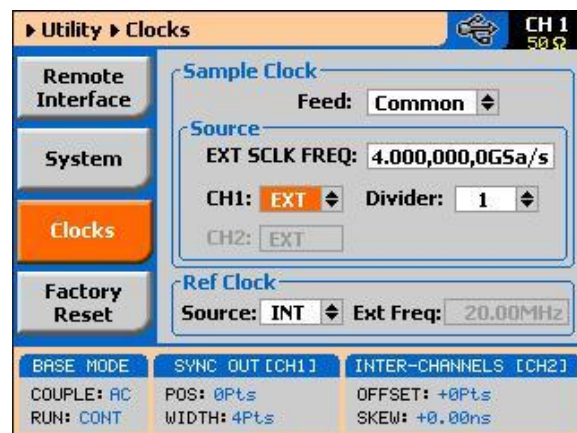 ▸ Utility ▸ Clocks
CH 1
50 Ω
Remote
Interface
System
Clocks
Factory
Reset
Sample Clock
Feed: Common
Source
EXT SCLK FREQ: 4.000,000,0GSa/s
CH1: EXT Divider: 1
CH2: EXT
Ref Clock
Source: INT Ext Freq: 20.00MHz
BASE MODE
COUPLE: AC
RUN: CONT
SYNC OUT [CH1]
POS: 0Pts
WIDTH: 4Pts
INTER-CHANNELS [CH2]
OFFSET: +0Pts
SKEW: +0.00ns